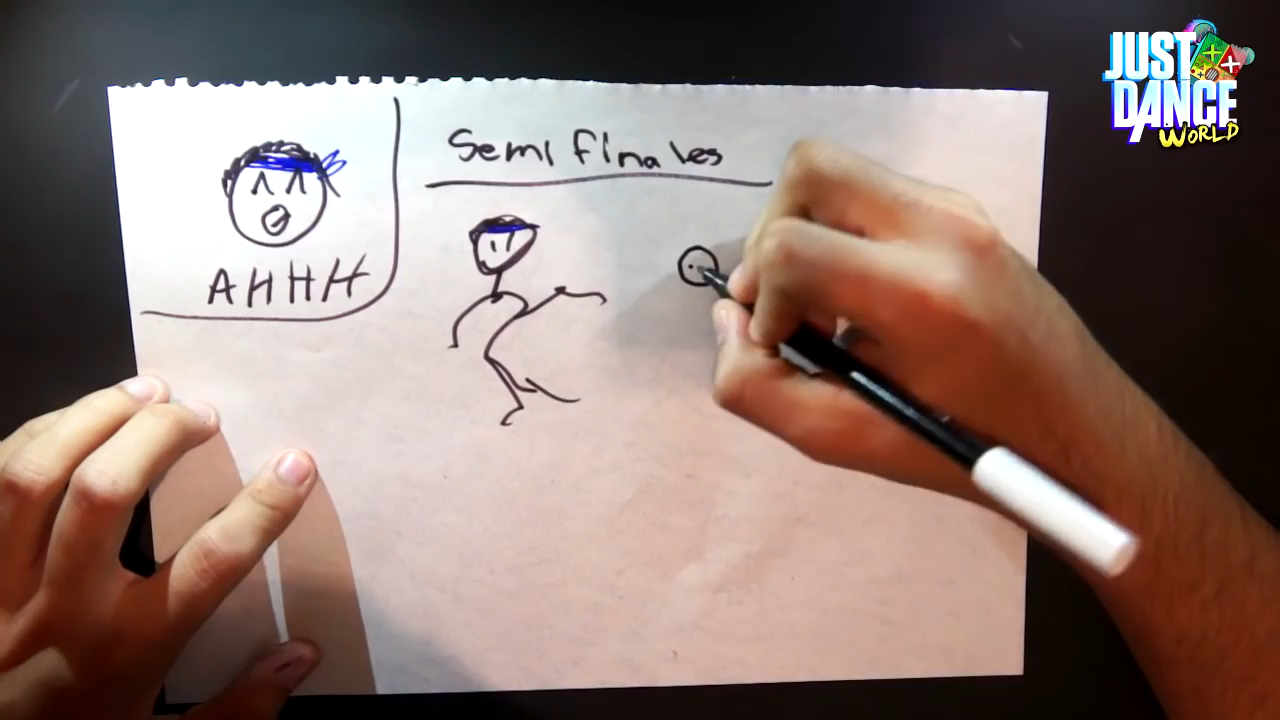 JUST
DANCE
WORLD
Semi finales
AHHH